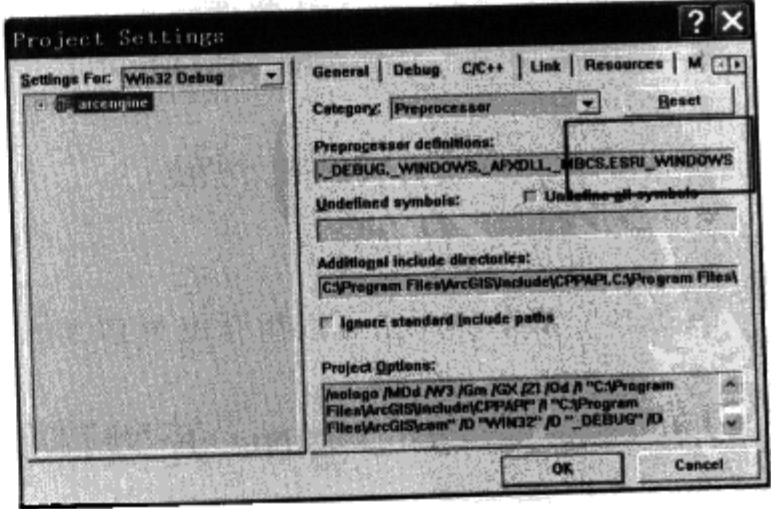 Project Settings
? X
Settings For: Win32 Debug
arcengine
General Debug C/C++ Link Resources M
Category: Preprocessor
Reset
Preprocessor definitions:
,_DEBUG,_WINDOWS,_AFXDLL,_MBCS,ESRI_WINDOWS
Undefined symbols:
Undefine all symbols
Additional include directories:
C:\Program Files\ArcGIS\include\CPPAPI,C:\Program Files\
Ignore standard include paths
Project Options:
/nologo /MDd /W3 /Gm /GX /ZI /Od /I "C:\Program
Files\ArcGIS\include\CPPAPI" /I "C:\Program
Files\ArcGIS\com" /D "WIN32" /D "_DEBUG" /D
OK
Cancel